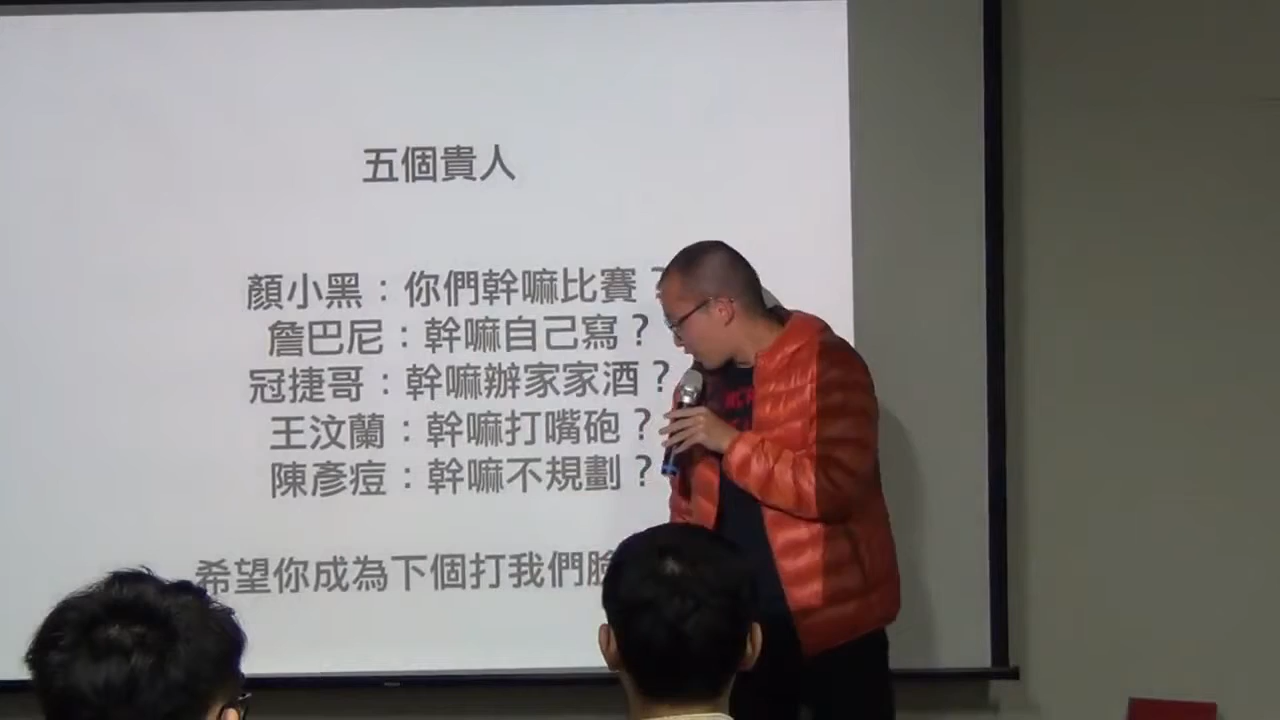 五個貴人
顏小黑：你們幹嘛比賽？
詹巴尼：幹嘛自己寫？
冠捷哥：幹嘛辦家家酒？
王汶蘭：幹嘛打嘴砲？
陳彥痘：幹嘛不規劃？
希望你成為下個打我們臉